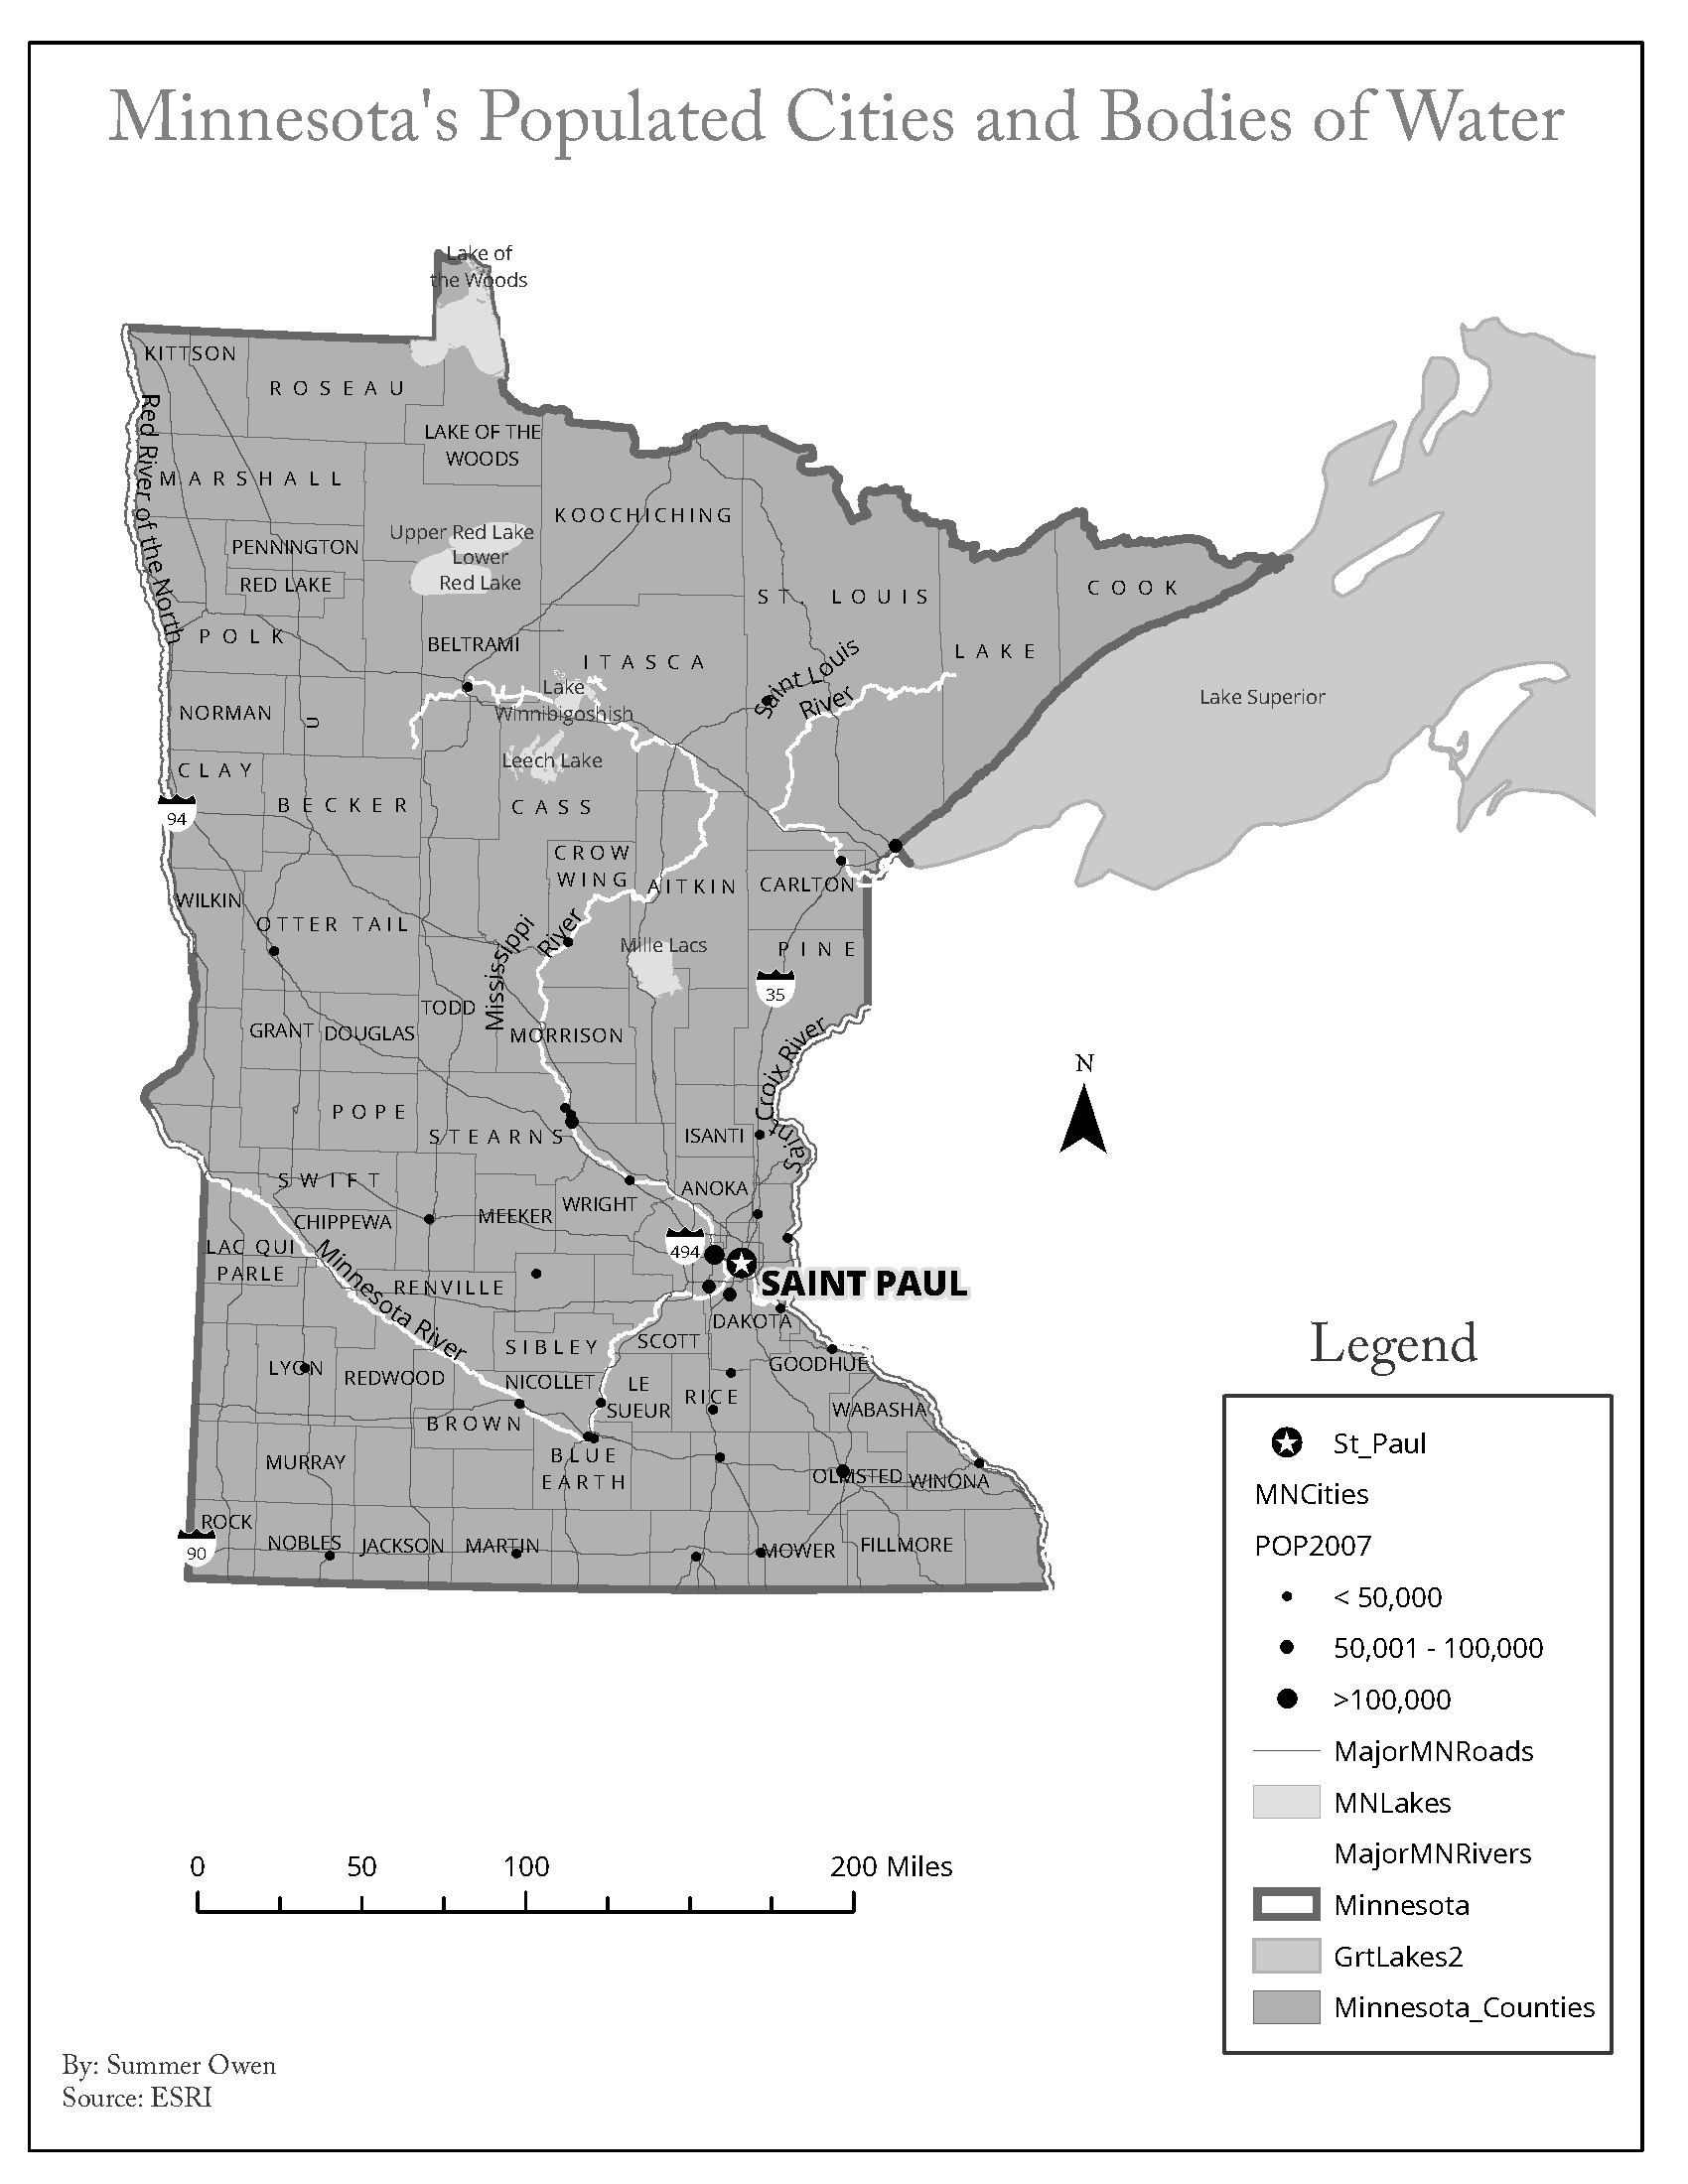 Minnesota's Populated Cities and Bodies of Water
Lake of
the Woods
KITTSON
ROSEAU
Red River of the North
LAKE OF THE
WOODS
MARSHALL
KOOCHICHING
Upper Red Lake
PENNINGTON
Lower
Red Lake
RED LAKE
ST. LOUIS
COOK
POLK
BELTRAMI
ITASCA
LAKE
Saint Louis
River
Lake
Winnibigoshish
Lake Superior
NORMAN
U
Leech Lake
CLAY
94
BECKER
CASS
CROW
WING
AITKIN
CARLTON
WILKIN
OTTER TAIL
Mississippi
River
Mille Lacs
PINE
35
TODD
GRANT
DOUGLAS
MORRISON
Saint Croix River
N
POPE
STEARNS
ISANTI
SWIFT
ANOKA
WRIGHT
MEEKER
CHIPPEWA
LAC QUI
PARLE
494
Minnesota River
RENVILLE
SAINT PAUL
DAKOTA
SCOTT
SIBLEY
GOODHUE
LYON
REDWOOD
NICOLLET
LE
SUEUR
RICE
WABASHA
BROWN
BLUE
EARTH
MURRAY
OLMSTED
WINONA
ROCK
NOBLES
JACKSON
MARTIN
MOWER
FILLMORE
90
Legend
St_Paul
MNCities
POP2007
< 50,000
50,001 - 100,000
>100,000
MajorMNRoads
MNLakes
MajorMNRivers
Minnesota
GrtLakes2
Minnesota_Counties
0 50 100 200 Miles
By: Summer Owen
Source: ESRI